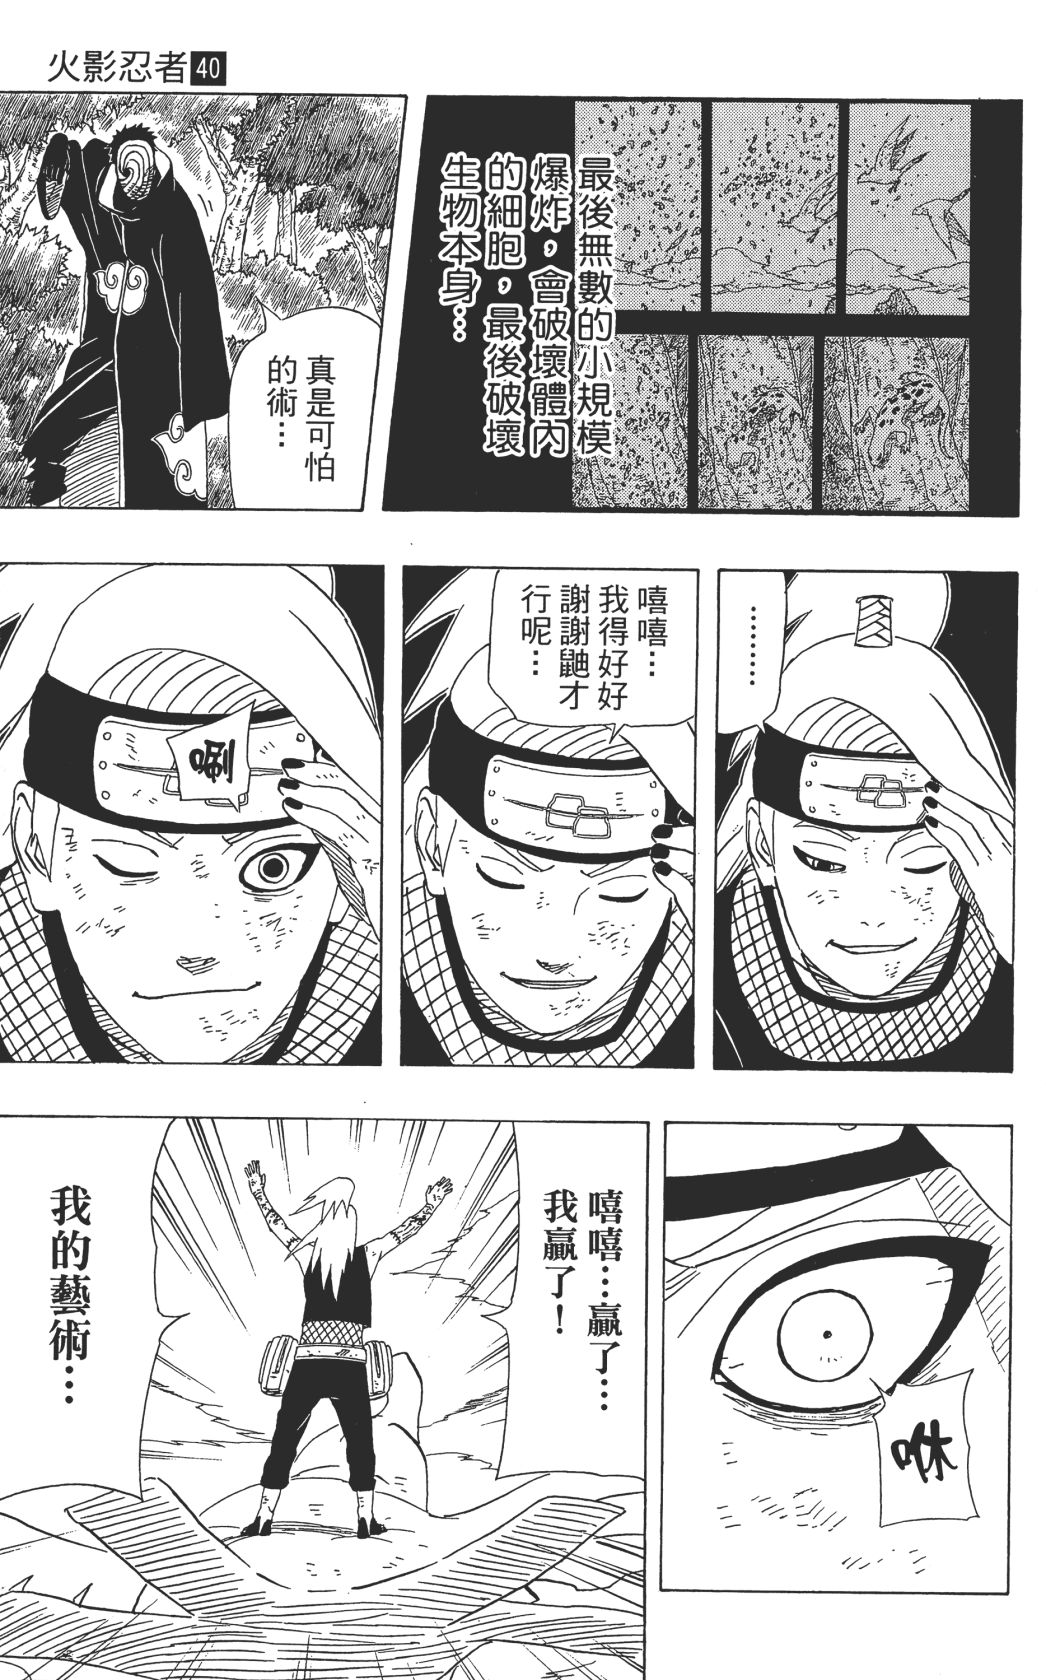 火影忍者40
最後無數的小規模
爆炸，會破壞體內
的細胞，最後破壞
生物本身…
真是可怕
的術…
………
嘻嘻…
我得好好
謝謝鼬才
行呢…
唰
咻
嘻嘻…贏了…
我贏了！
我的藝術…